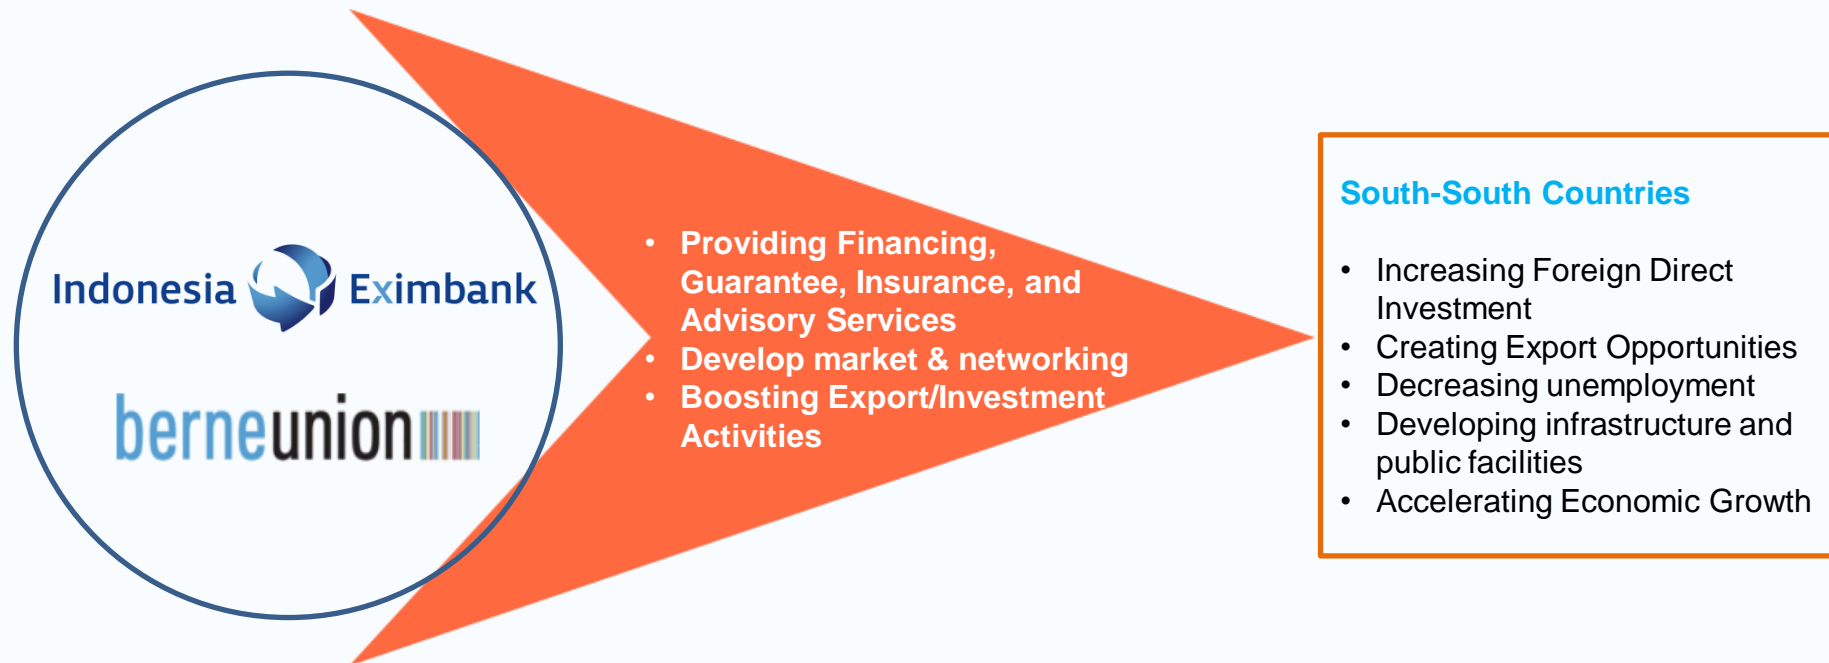 Indonesia Eximbank
berneunion
• Providing Financing,
Guarantee, Insurance, and
Advisory Services
• Develop market & networking
• Boosting Export/Investment
Activities
South-South Countries
• Increasing Foreign Direct
Investment
• Creating Export Opportunities
• Decreasing unemployment
• Developing infrastructure and
public facilities
• Accelerating Economic Growth